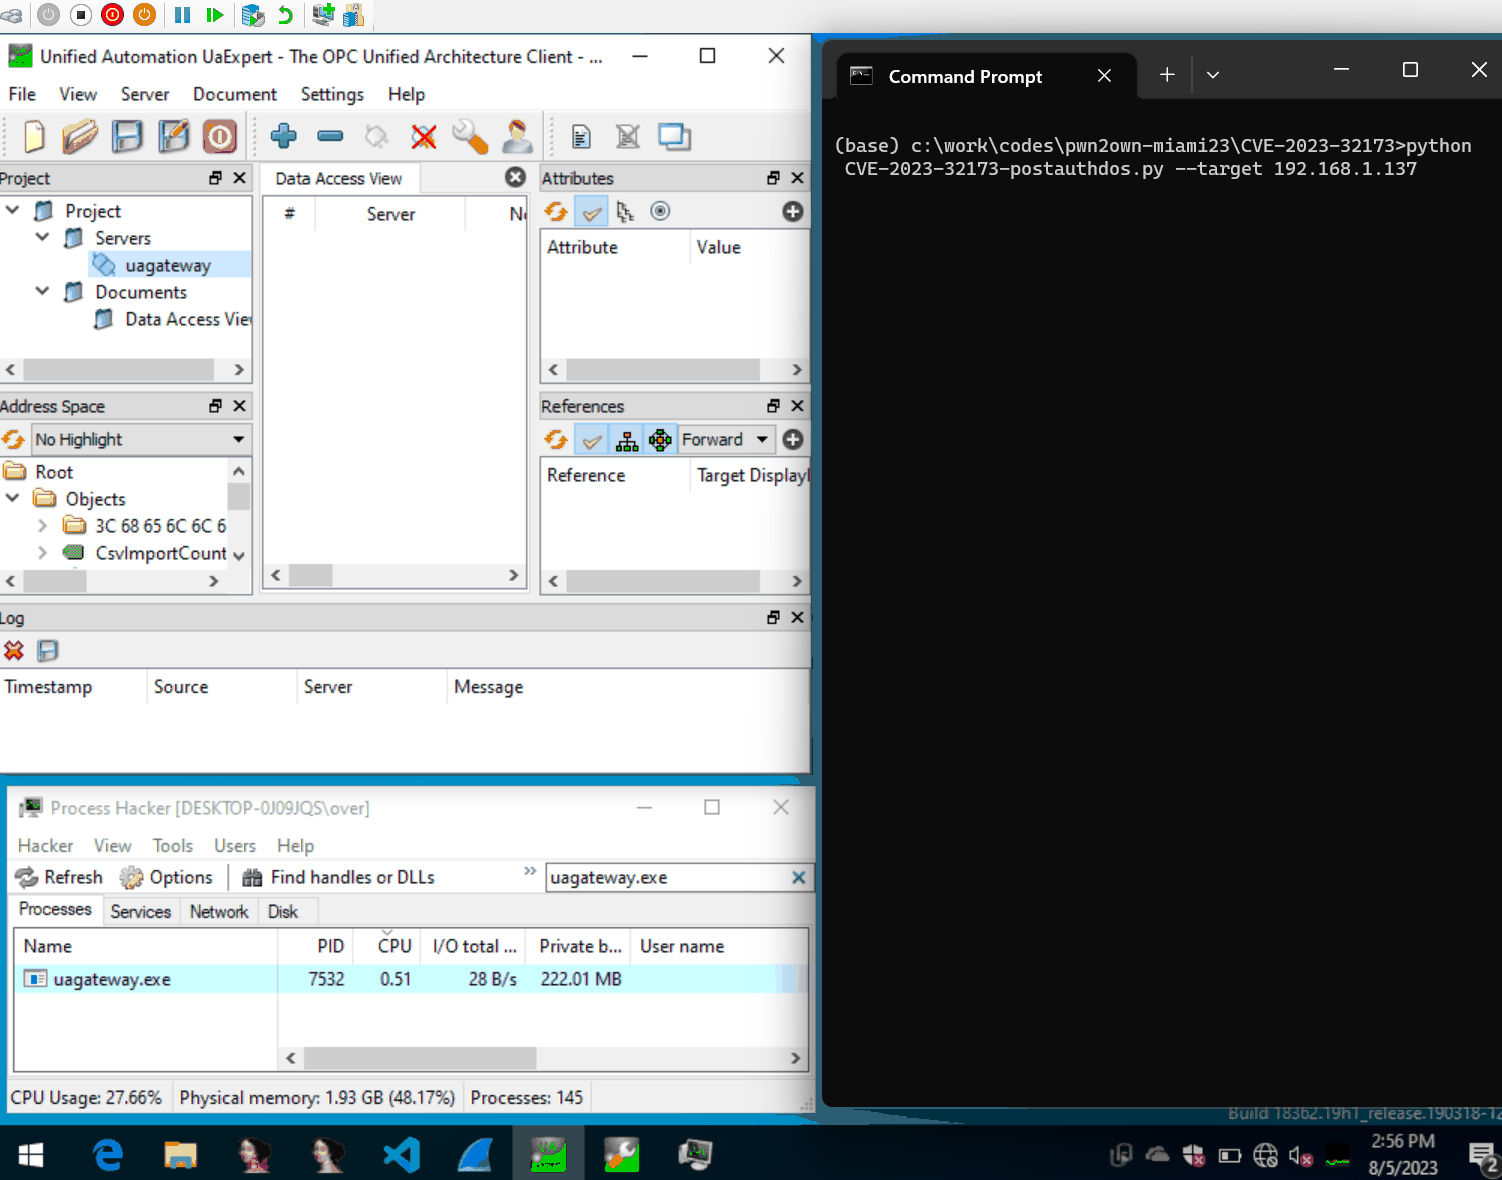 Unified Automation UaExpert - The OPC Unified Architecture Client - ...
File View Server Document Settings Help
Project
Project
Servers
uagateway
Documents
Data Access Vie
Address Space
No Highlight
Root
Objects
3C 68 65 6C 6C 6
CsvImportCount
Data Access View
# Server N
Attributes
Attribute Value
References
Forward
Reference Target Displayl
Log
Timestamp Source Server Message
Process Hacker [DESKTOP-0J09JQS\over]
Hacker View Tools Users Help
Refresh Options Find handles or DLLs » uagateway.exe
Processes Services Network Disk
Name PID CPU I/O total ... Private b... User name
uagateway.exe 7532 0.51 28 B/s 222.01 MB
CPU Usage: 27.66% Physical memory: 1.93 GB (48.17%) Processes: 145
Command Prompt
(base) c:\work\codes\pwn2own-miami23\CVE-2023-32173>python
CVE-2023-32173-postauthdos.py --target 192.168.1.137
Build 18362.19h1_release.190318-12
2:56 PM
8/5/2023
2